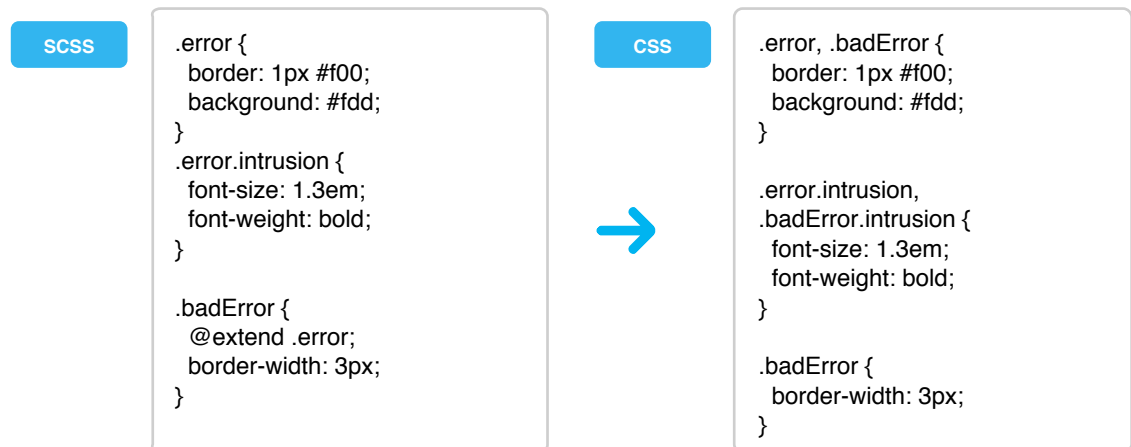 SCSS
.error {
  border: 1px #f00;
  background: #fdd;
}
.error.intrusion {
  font-size: 1.3em;
  font-weight: bold;
}

.badError {
  @extend .error;
  border-width: 3px;
}
CSS
.error, .badError {
  border: 1px #f00;
  background: #fdd;
}

.error.intrusion,
.badError.intrusion {
  font-size: 1.3em;
  font-weight: bold;
}

.badError {
  border-width: 3px;
}